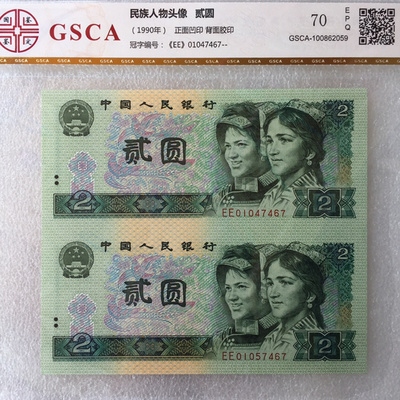 GSCA
民族人物头像 贰圆
（1990年） 正面凹印 背面胶印
冠字编号：《EE》01047467--
70
EPQ
GSCA-100862059
中国人民银行
贰圆
2
2
2
EE01047467
中国人民银行
贰圆
2
2
2
EE01057467